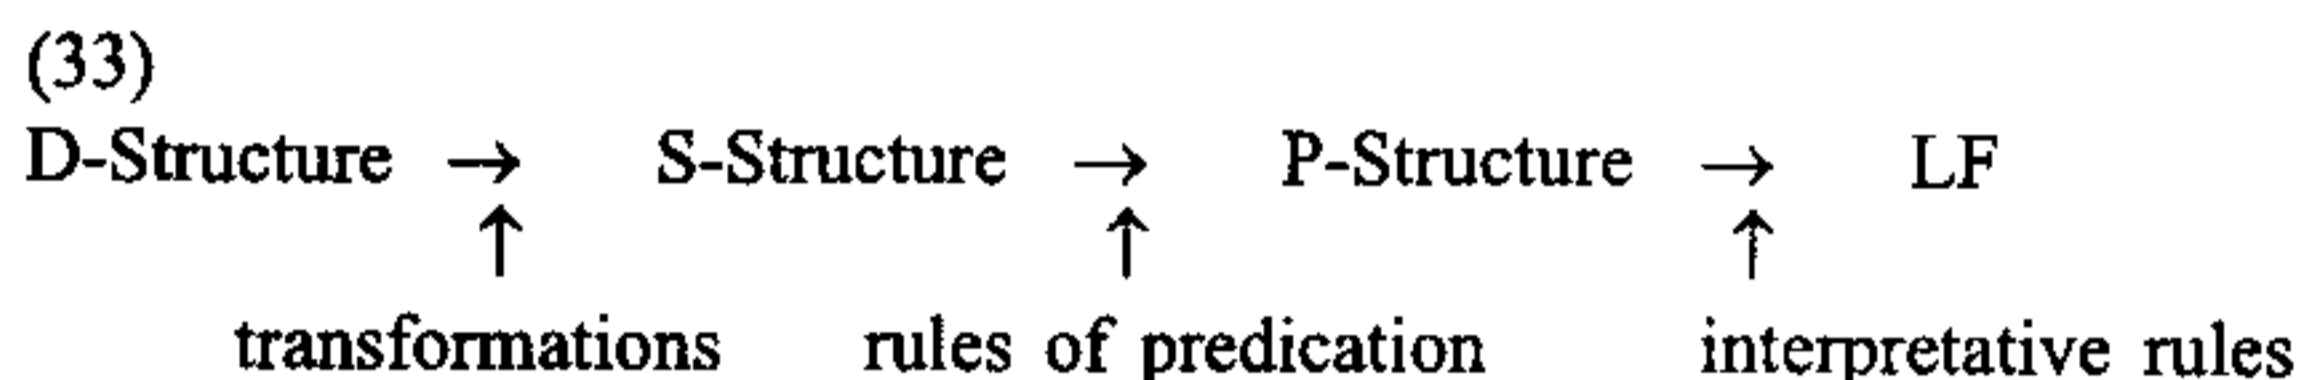 (33)
D-Structure → S-Structure → P-Structure → LF
↑ ↑ ↑
transformations rules of predication interpretative rules